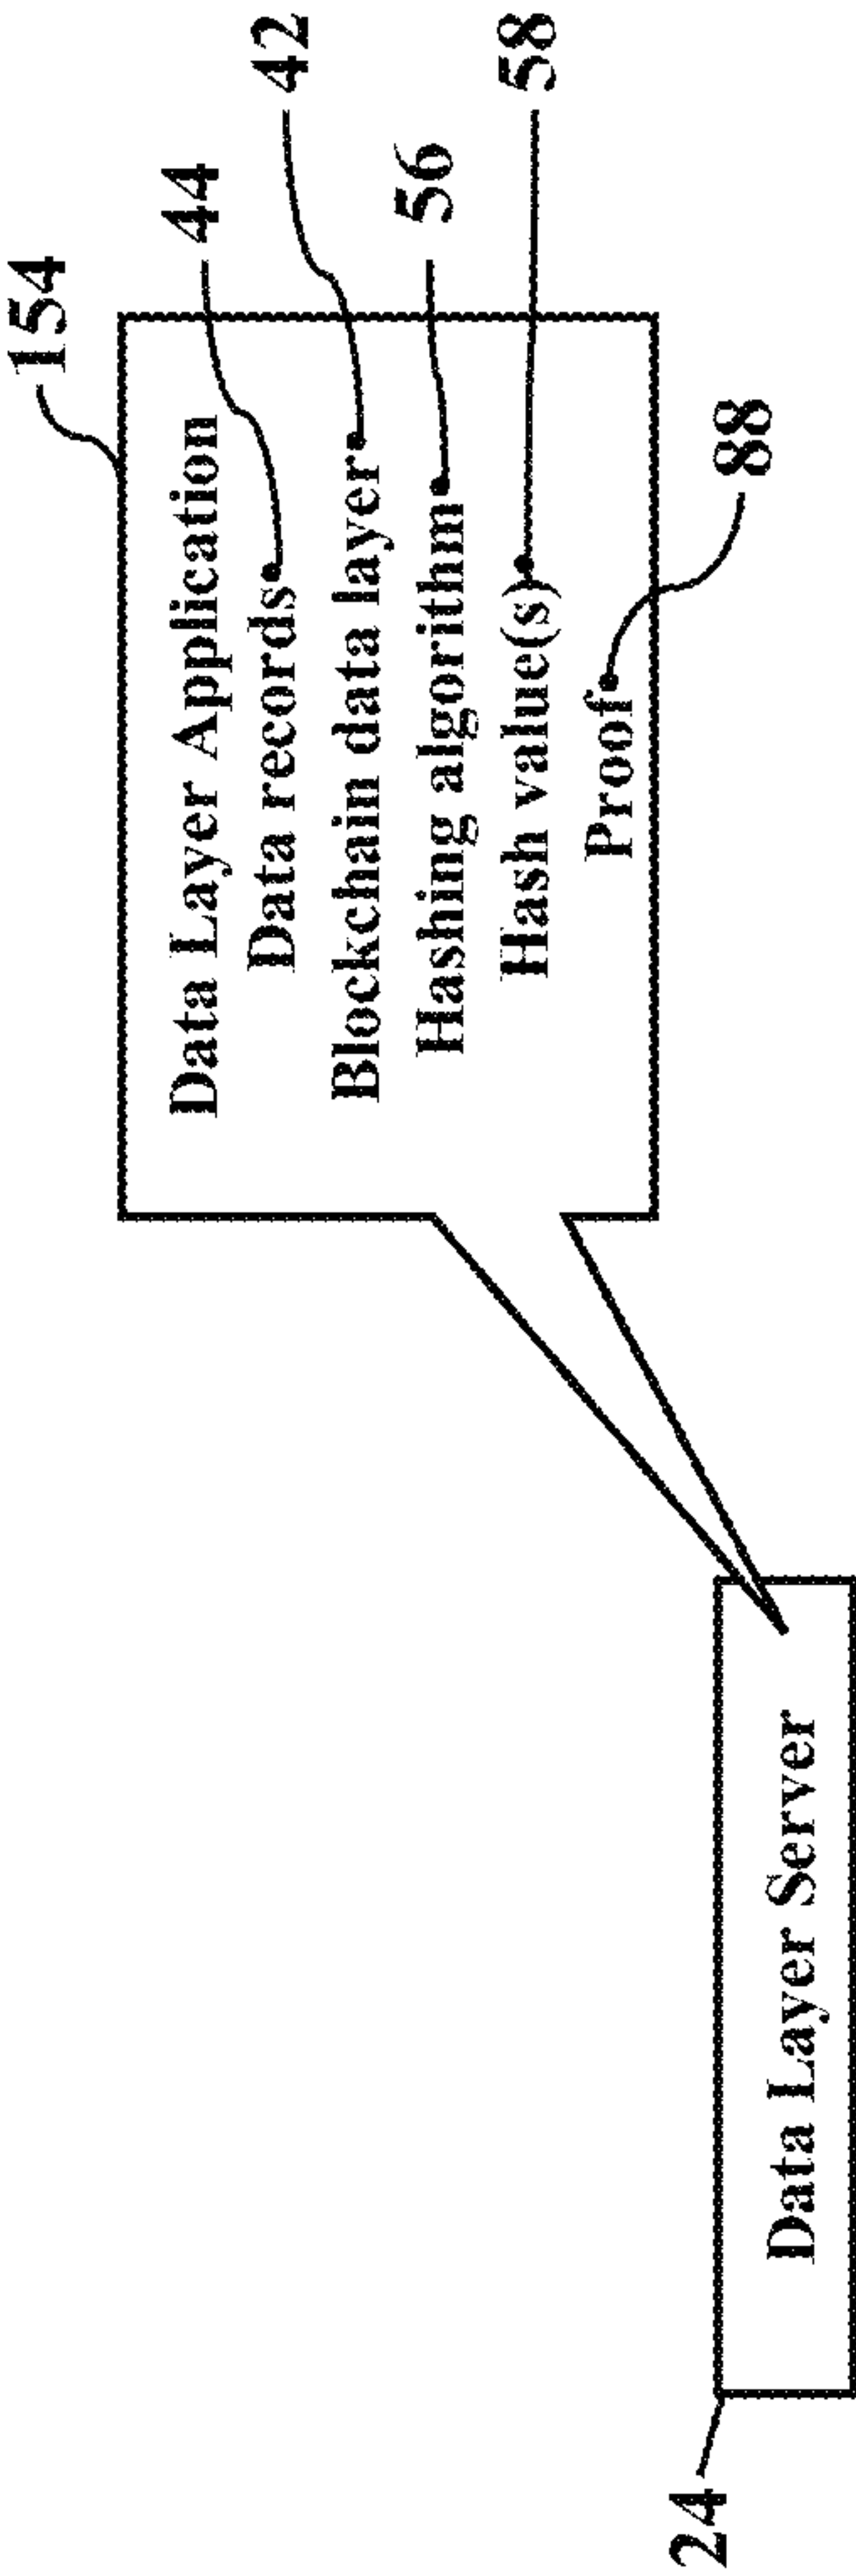 154
Data Layer Application
Data records 44
Blockchain data layer 42
Hashing algorithm 56
Hash value(s) 58
Proof 88
24
Data Layer Server